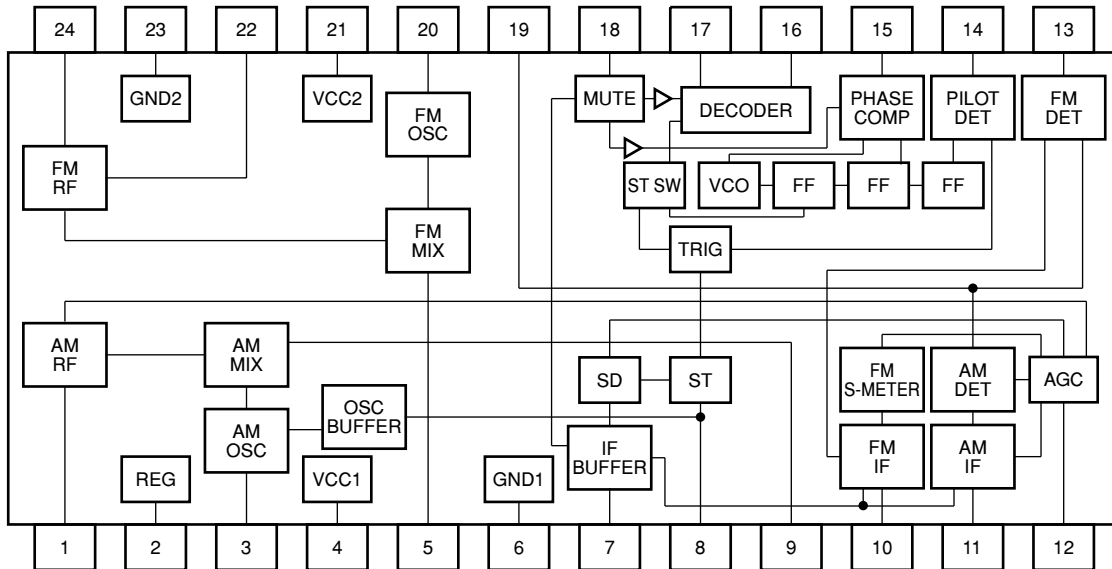 24 23 22 21 20 19 18 17 16 15 14 13
GND2
VCC2
FM
OSC
MUTE
DECODER
PHASE
COMP
PILOT
DET
FM
DET
FM
RF
ST SW
VCO
FF
FF
FF
FM
MIX
TRIG
AM
RF
AM
MIX
SD
ST
FM
S-METER
AM
DET
AGC
OSC
BUFFER
AM
OSC
IF
BUFFER
FM
IF
AM
IF
REG
VCC1
GND1
1 2 3 4 5 6 7 8 9 10 11 12